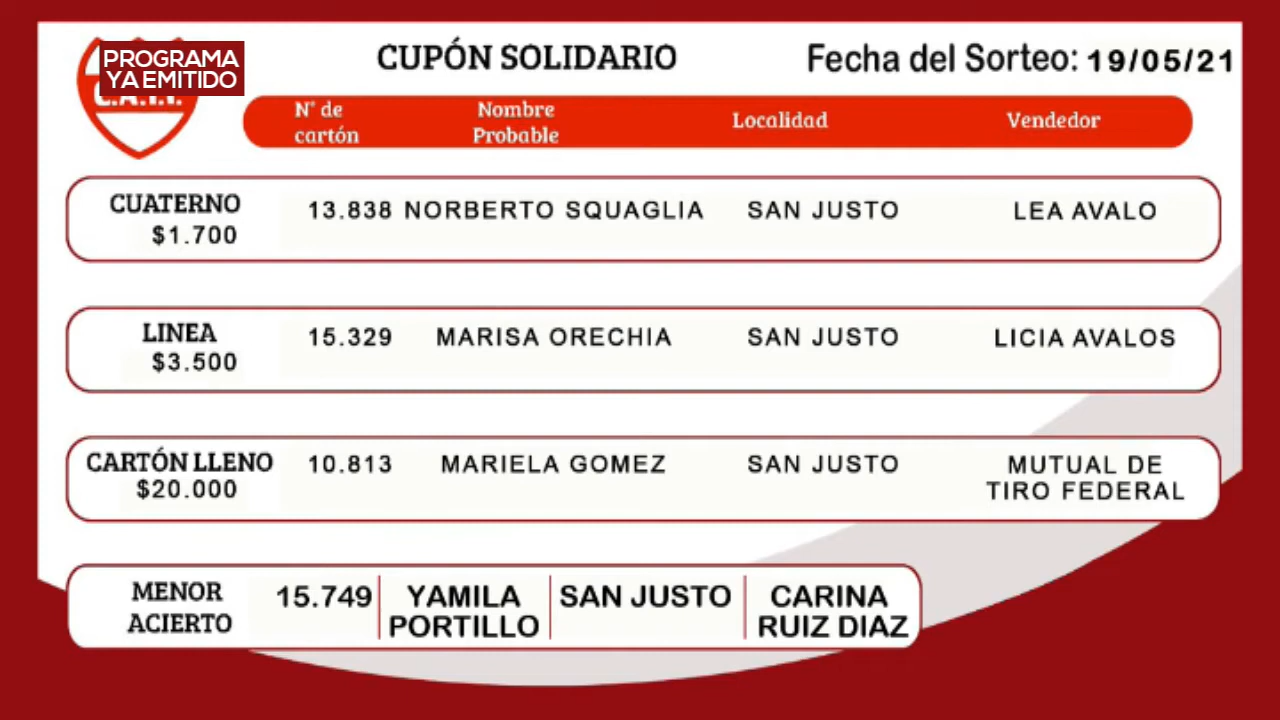 PROGRAMA
YA EMITIDO
CUPÓN SOLIDARIO
Fecha del Sorteo: 19/05/21
N° de cartón
Nombre Probable
Localidad
Vendedor
CUATERNO
$1.700
13.838 NORBERTO SQUAGLIA SAN JUSTO LEA AVALO
LINEA
$3.500
15.329 MARISA ORECHIA SAN JUSTO LICIA AVALOS
CARTÓN LLENO
$20.000
10.813 MARIELA GOMEZ SAN JUSTO
MUTUAL DE
TIRO FEDERAL
MENOR
ACIERTO
15.749
YAMILA
PORTILLO
SAN JUSTO
CARINA
RUIZ DIAZ